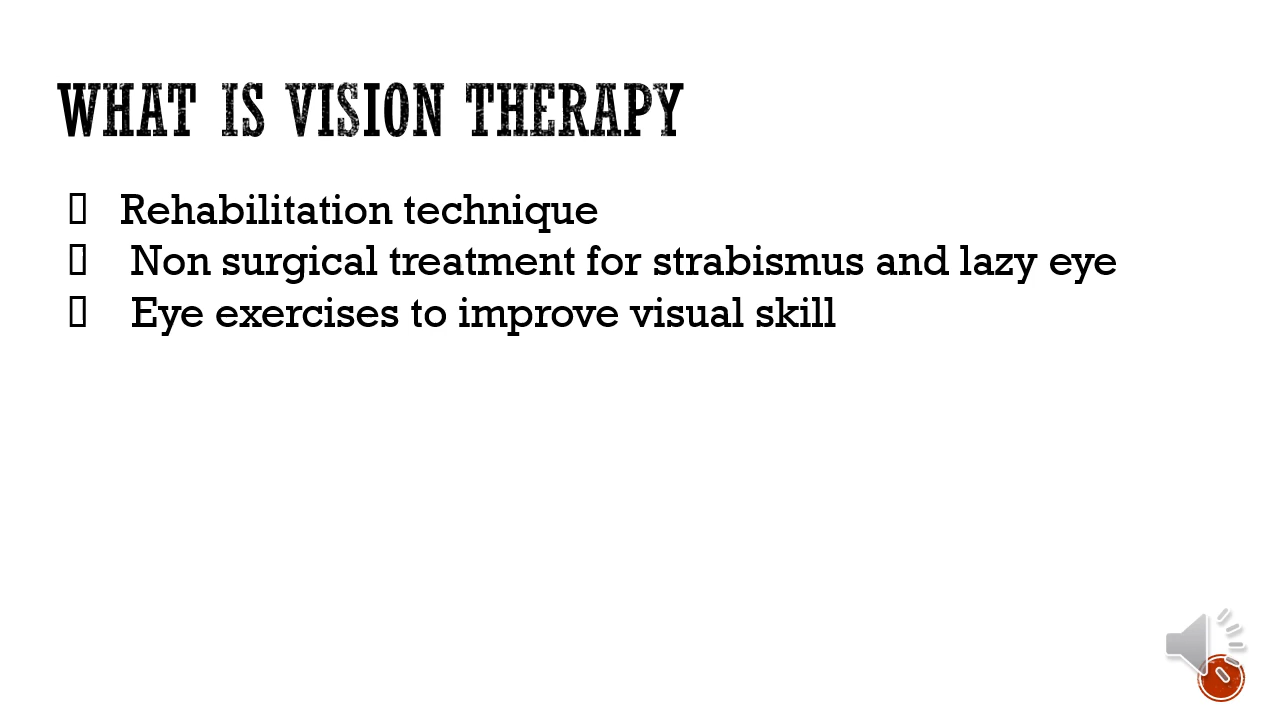 WHAT IS VISION THERAPY
Rehabilitation technique
Non surgical treatment for strabismus and lazy eye
Eye exercises to improve visual skill